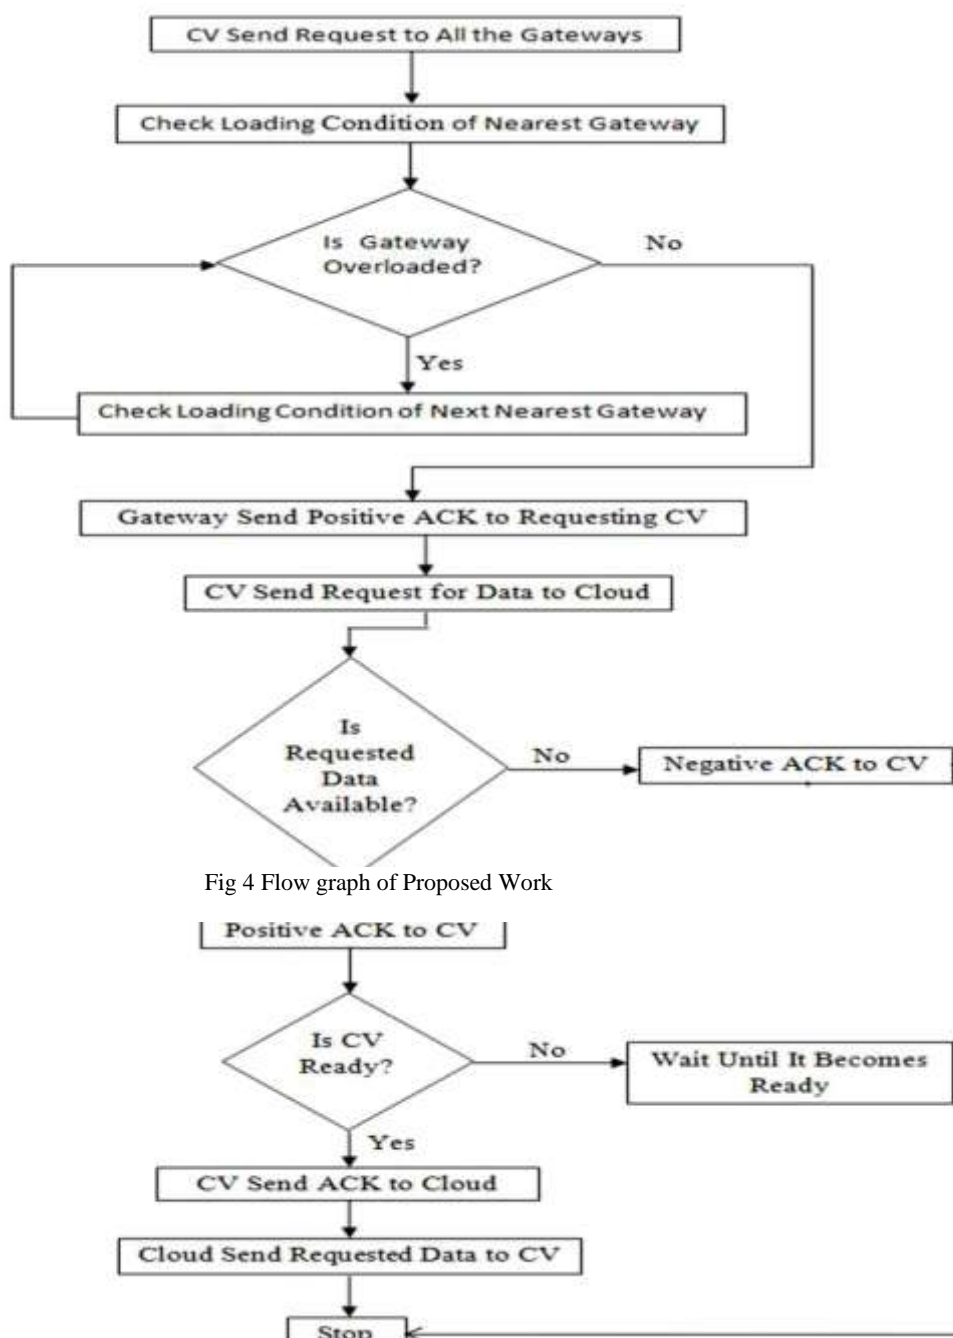 CV Send Request to All the Gateways
Check Loading Condition of Nearest Gateway
Is Gateway
Overloaded?
No
Yes
Check Loading Condition of Next Nearest Gateway
Gateway Send Positive ACK to Requesting CV
CV Send Request for Data to Cloud
Is
Requested
Data
Available?
No
Negative ACK to CV
Fig 4 Flow graph of Proposed Work
Positive ACK to CV
Is CV
Ready?
No
Wait Until It Becomes
Ready
Yes
CV Send ACK to Cloud
Cloud Send Requested Data to CV
Stop